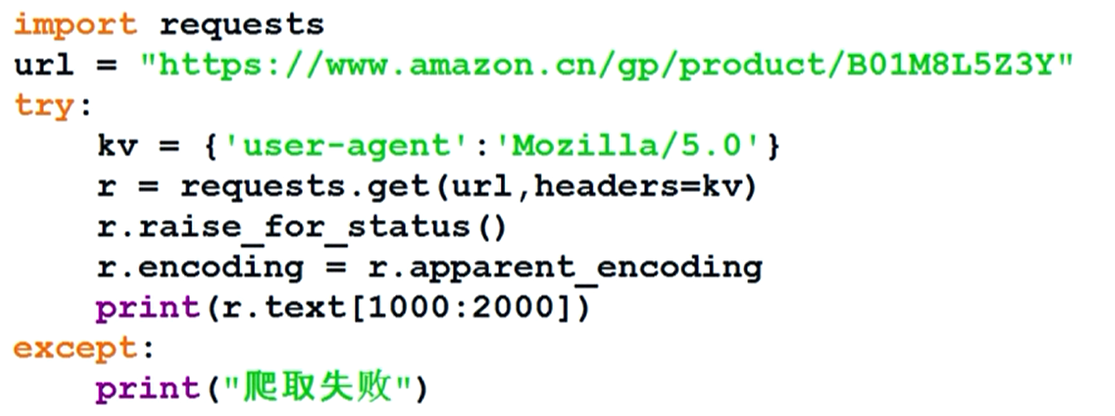 import requests
url = "https://www.amazon.cn/gp/product/B01M8L5Z3Y"
try:
    kv = {'user-agent':'Mozilla/5.0'}
    r = requests.get(url,headers=kv)
    r.raise_for_status()
    r.encoding = r.apparent_encoding
    print(r.text[1000:2000])
except:
    print("爬取失败")